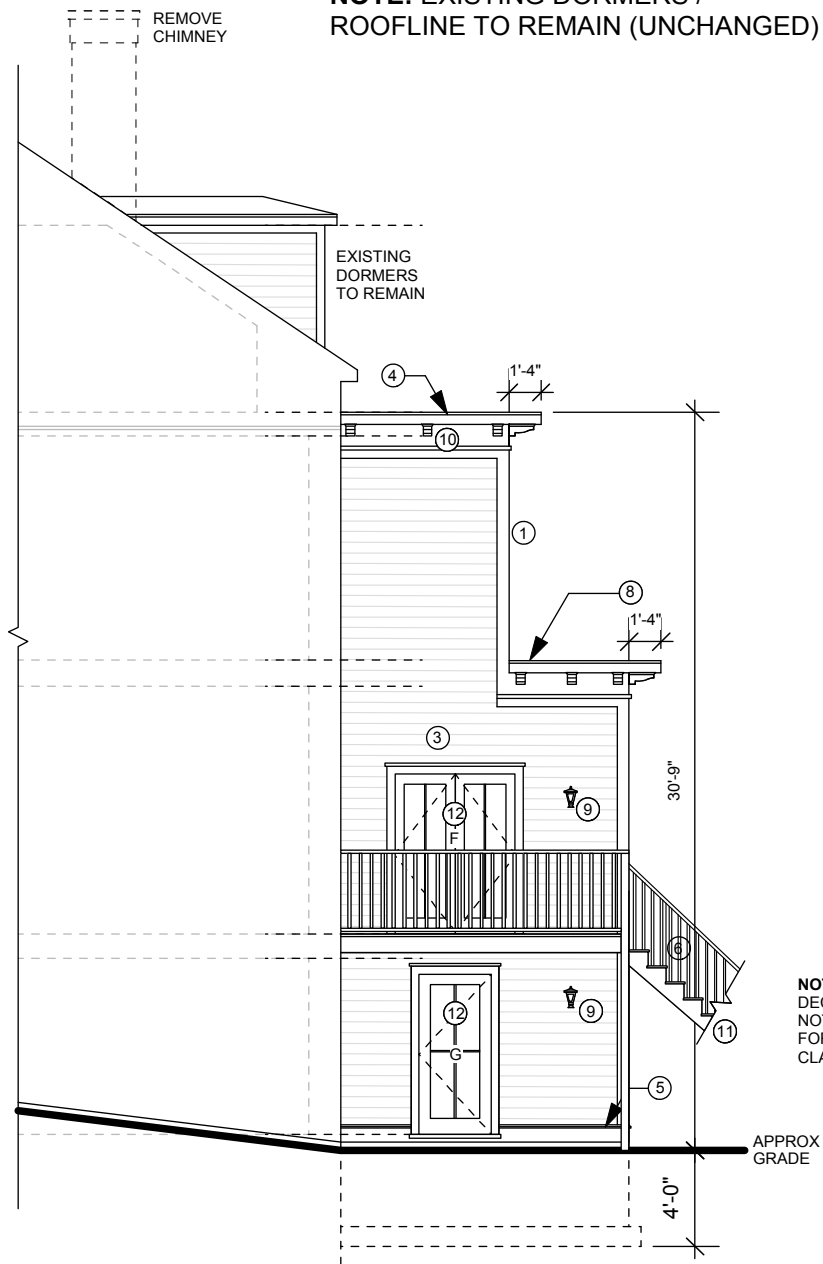 NOTE: EXISTING DORMERS /
ROOFLINE TO REMAIN (UNCHANGED)
REMOVE
CHIMNEY
EXISTING
DORMERS
TO REMAIN
1'-4"
4
10
1
8
1'-4"
3
30'-9"
12
F
9
6
12
G
9
11
5
APPROX
GRADE
4'-0"